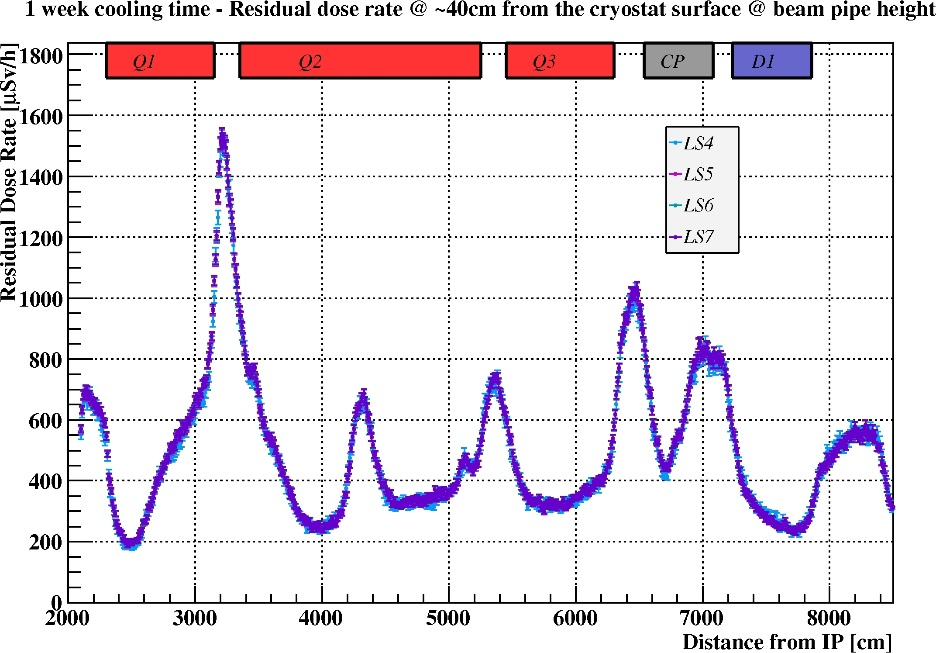 1 week cooling time - Residual dose rate @ ~40cm from the cryostat surface @ beam pipe height
Residual Dose Rate [μSv/h]
1800
1600
1400
1200
1000
800
600
400
200
0
Q1 Q2 Q3 CP D1
LS4
LS5
LS6
LS7
2000 3000 4000 5000 6000 7000 8000
Distance from IP [cm]